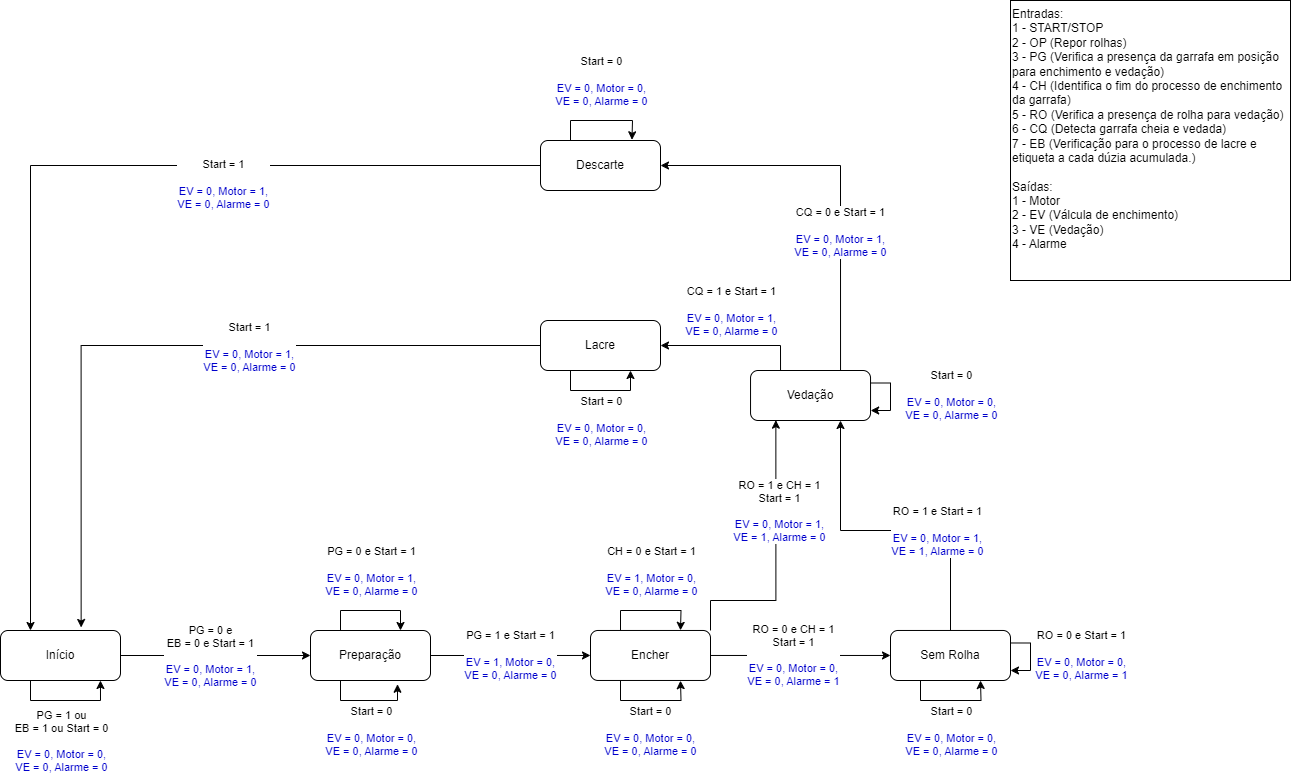 Entradas:
1 - START/STOP
2 - OP (Repor rolhas)
3 - PG (Verifica a presença da garrafa em posição
para enchimento e vedação)
4 - CH (Identifica o fim do processo de enchimento
da garrafa)
5 - RO (Verifica a presença de rolha para vedação)
6 - CQ (Detecta garrafa cheia e vedada)
7 - EB (Verificação para o processo de lacre e
etiqueta a cada dúzia acumulada.)
Saídas:
1 - Motor
2 - EV (Válcula de enchimento)
3 - VE (Vedação)
4 - Alarme
Start = 0
EV = 0, Motor = 0,
VE = 0, Alarme = 0
Descarte
Start = 1
EV = 0, Motor = 1,
VE = 0, Alarme = 0
CQ = 0 e Start = 1
EV = 0, Motor = 1,
VE = 0, Alarme = 0
CQ = 1 e Start = 1
EV = 0, Motor = 1,
VE = 0, Alarme = 0
Start = 1
EV = 0, Motor = 1,
VE = 0, Alarme = 0
Lacre
Start = 0
EV = 0, Motor = 0,
VE = 0, Alarme = 0
Vedação
Start = 0
EV = 0, Motor = 0,
VE = 0, Alarme = 0
RO = 1 e CH = 1
Start = 1
EV = 0, Motor = 1,
VE = 1, Alarme = 0
RO = 1 e Start = 1
EV = 0, Motor = 1,
VE = 1, Alarme = 0
PG = 0 e Start = 1
EV = 0, Motor = 1,
VE = 0, Alarme = 0
CH = 0 e Start = 1
EV = 1, Motor = 0,
VE = 0, Alarme = 0
Início
PG = 0 e
EB = 0 e Start = 1
EV = 0, Motor = 1,
VE = 0, Alarme = 0
Preparação
PG = 1 e Start = 1
EV = 1, Motor = 0,
VE = 0, Alarme = 0
Encher
RO = 0 e CH = 1
Start = 1
EV = 0, Motor = 0,
VE = 0, Alarme = 1
Sem Rolha
RO = 0 e Start = 1
EV = 0, Motor = 0,
VE = 0, Alarme = 1
PG = 1 ou
EB = 1 ou Start = 0
EV = 0, Motor = 0,
VE = 0, Alarme = 0
Start = 0
EV = 0, Motor = 0,
VE = 0, Alarme = 0
Start = 0
EV = 0, Motor = 0,
VE = 0, Alarme = 0
Start = 0
EV = 0, Motor = 0,
VE = 0, Alarme = 0